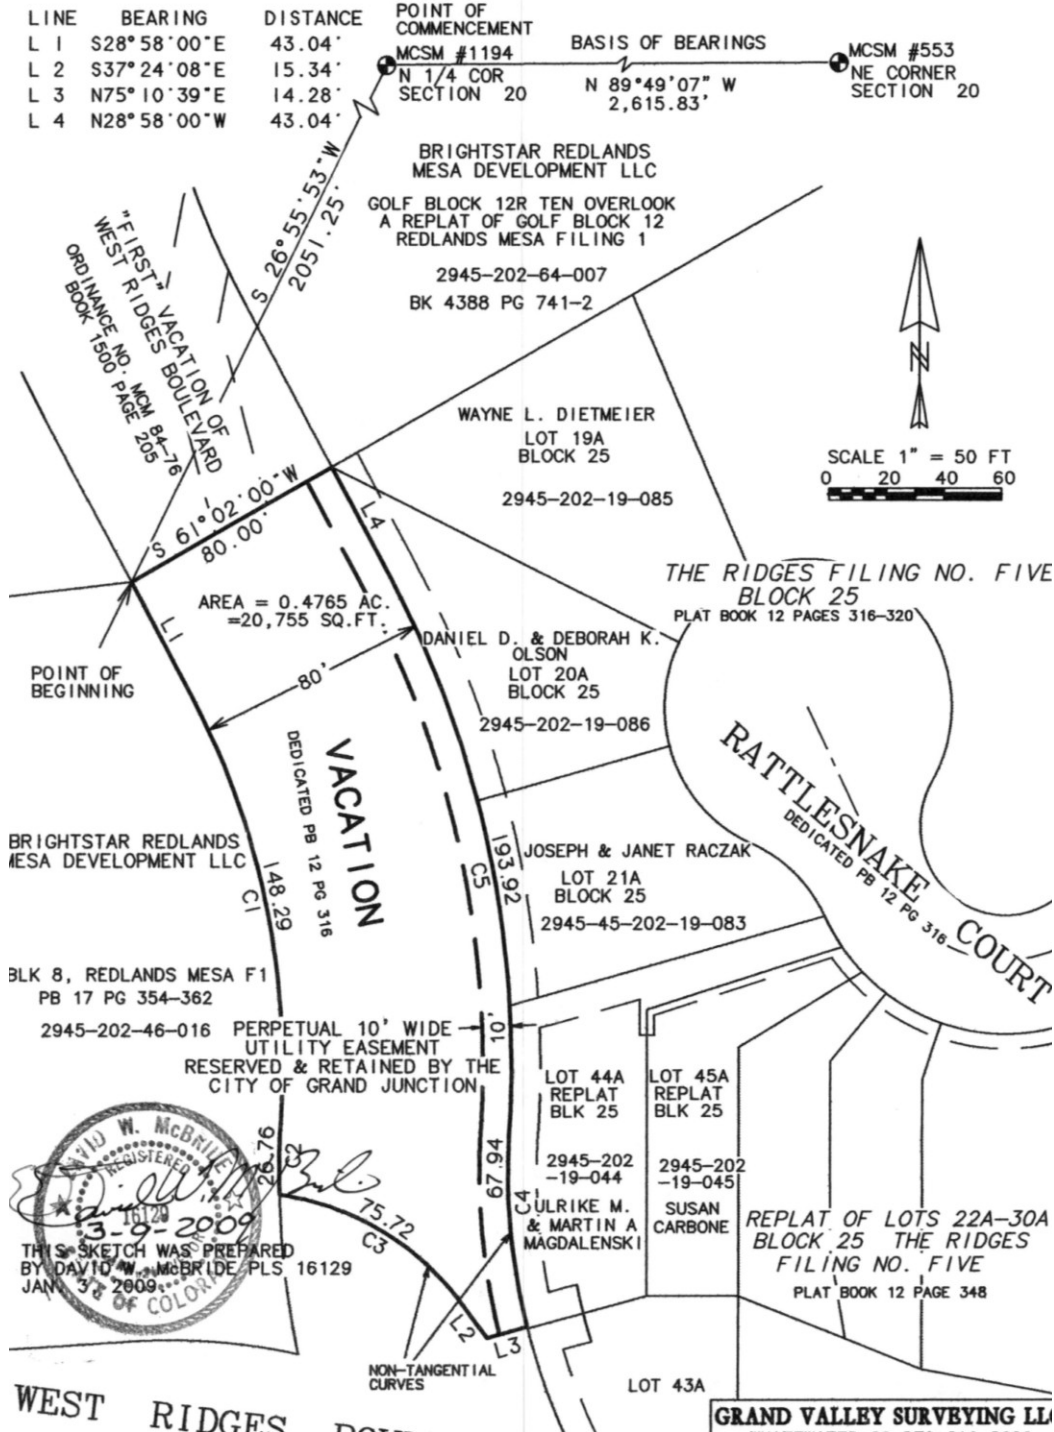 LINE BEARING DISTANCE
L 1 S28°58'00"E 43.04'
L 2 S37°24'08"E 15.34'
L 3 N75°10'39"E 14.28'
L 4 N28°58'00"W 43.04'
POINT OF
COMMENCEMENT
MCSM #1194
N 1/4 COR
SECTION 20
BASIS OF BEARINGS
N 89°49'07" W
2,615.83'
MCSM #553
NE CORNER
SECTION 20
S 26°55'53"W
2051.25'
BRIGHTSTAR REDLANDS
MESA DEVELOPMENT LLC
GOLF BLOCK 12R TEN OVERLOOK
A REPLAT OF GOLF BLOCK 12
REDLANDS MESA FILING 1
2945-202-64-007
BK 4388 PG 741-2
"FIRST" VACATION OF
WEST RIDGES BOULEVARD
ORDINANCE NO. MCM 84-76
BOOK 1500 PAGE 205
N
SCALE 1" = 50 FT
0 20 40 60
WAYNE L. DIETMEIER
LOT 19A
BLOCK 25
2945-202-19-085
S 61°02'00"W
80.00'
L4
AREA = 0.4765 AC.
=20,755 SQ.FT.
L1
POINT OF
BEGINNING
80'
THE RIDGES FILING NO. FIVE
BLOCK 25
PLAT BOOK 12 PAGES 316-320
DANIEL D. & DEBORAH K.
OLSON
LOT 20A
BLOCK 25
2945-202-19-086
VACATION
DEDICATED PB 12 PG 316
RATTLESNAKE COURT
DEDICATED PB 12 PG 316
BRIGHTSTAR REDLANDS
MESA DEVELOPMENT LLC
148.29
C1
193.92
C5
JOSEPH & JANET RACZAK
LOT 21A
BLOCK 25
2945-45-202-19-083
BLK 8, REDLANDS MESA F1
PB 17 PG 354-362
2945-202-46-016
PERPETUAL 10' WIDE
UTILITY EASEMENT
RESERVED & RETAINED BY THE
CITY OF GRAND JUNCTION
10'
LOT 44A
REPLAT
BLK 25
2945-202
-19-044
ULRIKE M.
& MARTIN A
MAGDALENSKI
LOT 45A
REPLAT
BLK 25
2945-202
-19-045
SUSAN
CARBONE
67.94
C4
26.76
C2
75.72
C3
DAVID W. McBRIDE
REGISTERED
16129
3-9-2009
OF COLORADO
THIS SKETCH WAS PREPARED
BY DAVID W. McBRIDE PLS 16129
JAN. 3, 2009.
REPLAT OF LOTS 22A-30A
BLOCK 25 THE RIDGES
FILING NO. FIVE
PLAT BOOK 12 PAGE 348
L2
L3
NON-TANGENTIAL
CURVES
LOT 43A
WEST RIDGES
GRAND VALLEY SURVEYING LLC